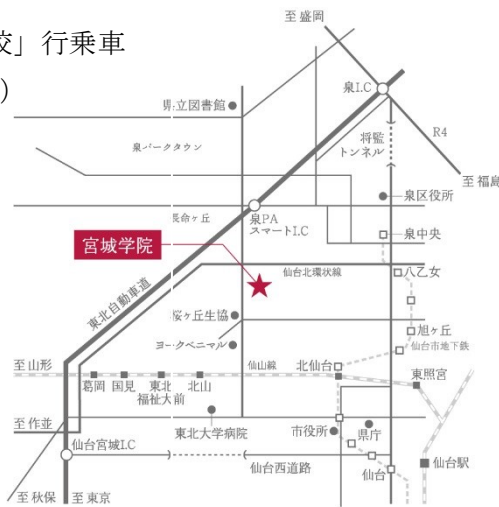 校」行乗車
)
至盛岡
泉I.C
県立図書館
将監
トンネル
R4
泉パークタウン
至福島
泉区役所
長命ヶ丘
泉PA
スマートI.C
泉中央
宮城学院
仙台北環状線
八乙女
東北自動車道
桜ヶ丘生協
旭ヶ丘
仙台市地下鉄
ヨークベニマル
至山形
仙山線
北仙台
東照宮
葛岡
国見
東北
福祉大前
北山
至作並
東北大学病院
市役所
県庁
仙台宮城I.C
仙台西道路
仙台
仙台駅
至秋保
至東京